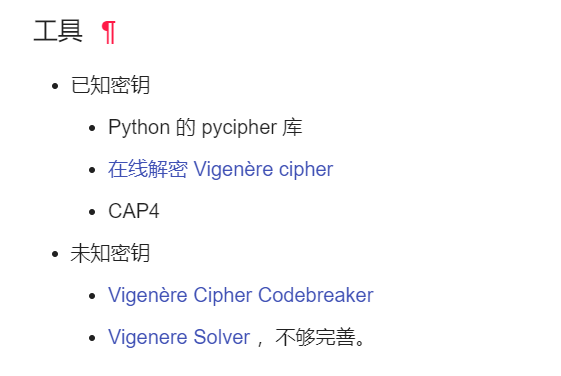 工具 ¶
已知密钥
Python 的 pycipher 库
在线解密 Vigenère cipher
CAP4
未知密钥
Vigenère Cipher Codebreaker
Vigenere Solver ，不够完善。